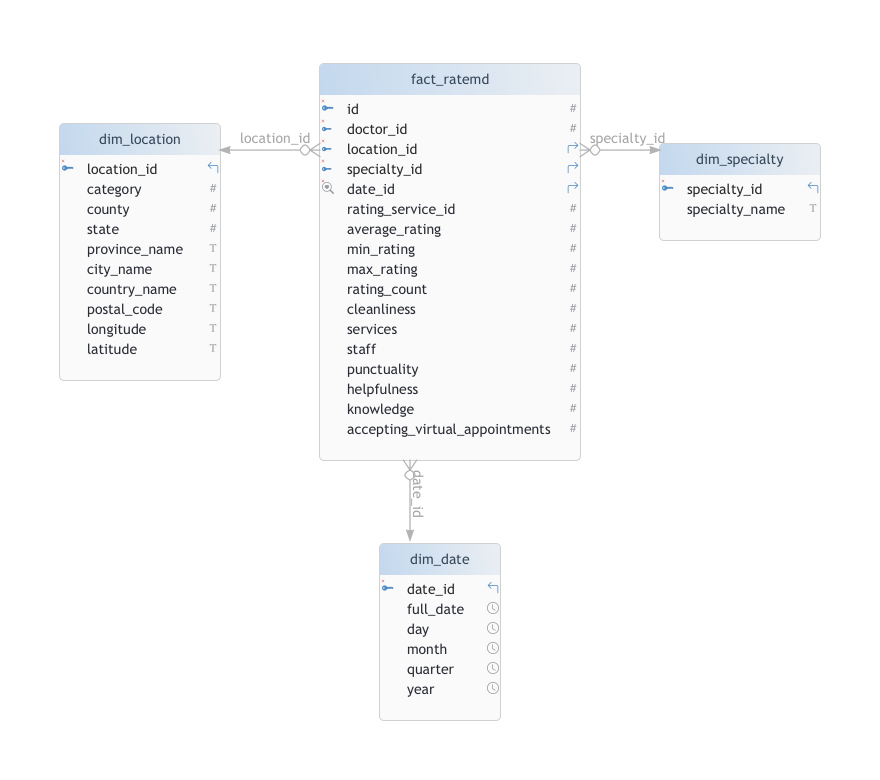 fact_ratemd
id #
doctor_id #
location_id
specialty_id
date_id
rating_service_id #
average_rating #
min_rating #
max_rating #
rating_count #
cleanliness #
services #
staff #
punctuality #
helpfulness #
knowledge #
accepting_virtual_appointments #
location_id
specialty_id
dim_location
location_id
category #
county #
state #
province_name T
city_name T
country_name T
postal_code T
longitude T
latitude T
dim_specialty
specialty_id
specialty_name T
date_id
dim_date
date_id
full_date
day
month
quarter
year